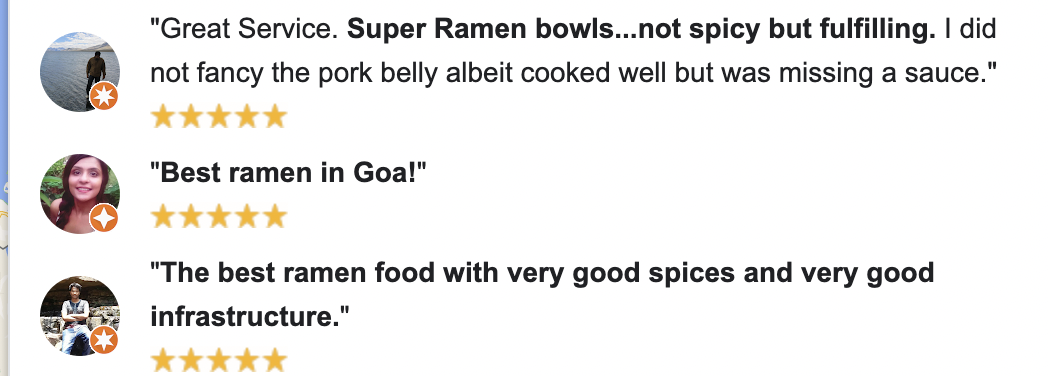 "Great Service. Super Ramen bowls...not spicy but fulfilling. I did
not fancy the pork belly albeit cooked well but was missing a sauce."
"Best ramen in Goa!"
"The best ramen food with very good spices and very good
infrastructure."